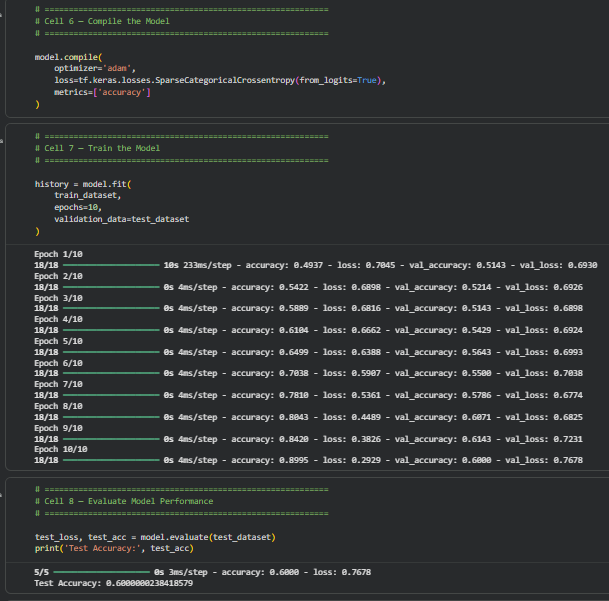 # ===========================================================
# Cell 6 — Compile the Model
# ===========================================================
model.compile(
    optimizer='adam',
    loss=tf.keras.losses.SparseCategoricalCrossentropy(from_logits=True),
    metrics=['accuracy']
)
# ===========================================================
# Cell 7 — Train the Model
# ===========================================================
history = model.fit(
    train_dataset,
    epochs=10,
    validation_data=test_dataset
)
Epoch 1/10
18/18 ━━━━━━━━━━━━━━━━━━━━ 10s 233ms/step - accuracy: 0.4937 - loss: 0.7045 - val_accuracy: 0.5143 - val_loss: 0.6930
Epoch 2/10
18/18 ━━━━━━━━━━━━━━━━━━━━ 0s 4ms/step - accuracy: 0.5422 - loss: 0.6898 - val_accuracy: 0.5214 - val_loss: 0.6926
Epoch 3/10
18/18 ━━━━━━━━━━━━━━━━━━━━ 0s 4ms/step - accuracy: 0.5889 - loss: 0.6816 - val_accuracy: 0.5143 - val_loss: 0.6898
Epoch 4/10
18/18 ━━━━━━━━━━━━━━━━━━━━ 0s 4ms/step - accuracy: 0.6104 - loss: 0.6662 - val_accuracy: 0.5429 - val_loss: 0.6924
Epoch 5/10
18/18 ━━━━━━━━━━━━━━━━━━━━ 0s 4ms/step - accuracy: 0.6499 - loss: 0.6388 - val_accuracy: 0.5643 - val_loss: 0.6993
Epoch 6/10
18/18 ━━━━━━━━━━━━━━━━━━━━ 0s 4ms/step - accuracy: 0.7038 - loss: 0.5907 - val_accuracy: 0.5500 - val_loss: 0.7038
Epoch 7/10
18/18 ━━━━━━━━━━━━━━━━━━━━ 0s 4ms/step - accuracy: 0.7810 - loss: 0.5361 - val_accuracy: 0.5786 - val_loss: 0.6774
Epoch 8/10
18/18 ━━━━━━━━━━━━━━━━━━━━ 0s 4ms/step - accuracy: 0.8043 - loss: 0.4489 - val_accuracy: 0.6071 - val_loss: 0.6825
Epoch 9/10
18/18 ━━━━━━━━━━━━━━━━━━━━ 0s 4ms/step - accuracy: 0.8420 - loss: 0.3826 - val_accuracy: 0.6143 - val_loss: 0.7231
Epoch 10/10
18/18 ━━━━━━━━━━━━━━━━━━━━ 0s 4ms/step - accuracy: 0.8995 - loss: 0.2929 - val_accuracy: 0.6000 - val_loss: 0.7678
# ===========================================================
# Cell 8 — Evaluate Model Performance
# ===========================================================
test_loss, test_acc = model.evaluate(test_dataset)
print('Test Accuracy:', test_acc)
5/5 ━━━━━━━━━━━━━━━━━━━━ 0s 3ms/step - accuracy: 0.6000 - loss: 0.7678
Test Accuracy: 0.6000000238418579